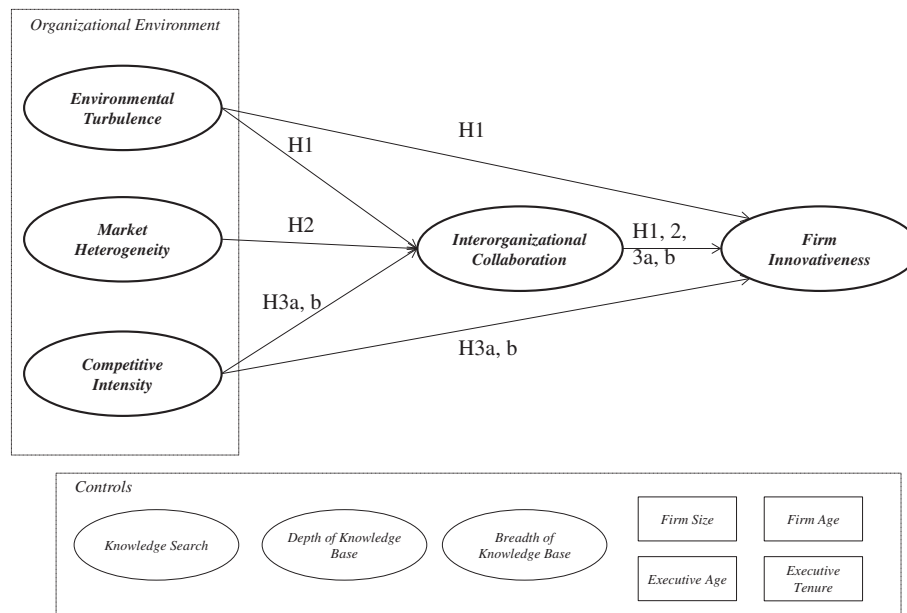 Organizational Environment
Environmental
Turbulence
H1
H1
Market
Heterogeneity
H2
Interorganizational
Collaboration
H1, 2,
3a, b
Firm
Innovativeness
H3a, b
H3a, b
Competitive
Intensity
Controls
Knowledge Search
Depth of Knowledge
Base
Breadth of
Knowledge Base
Firm Size
Firm Age
Executive Age
Executive
Tenure